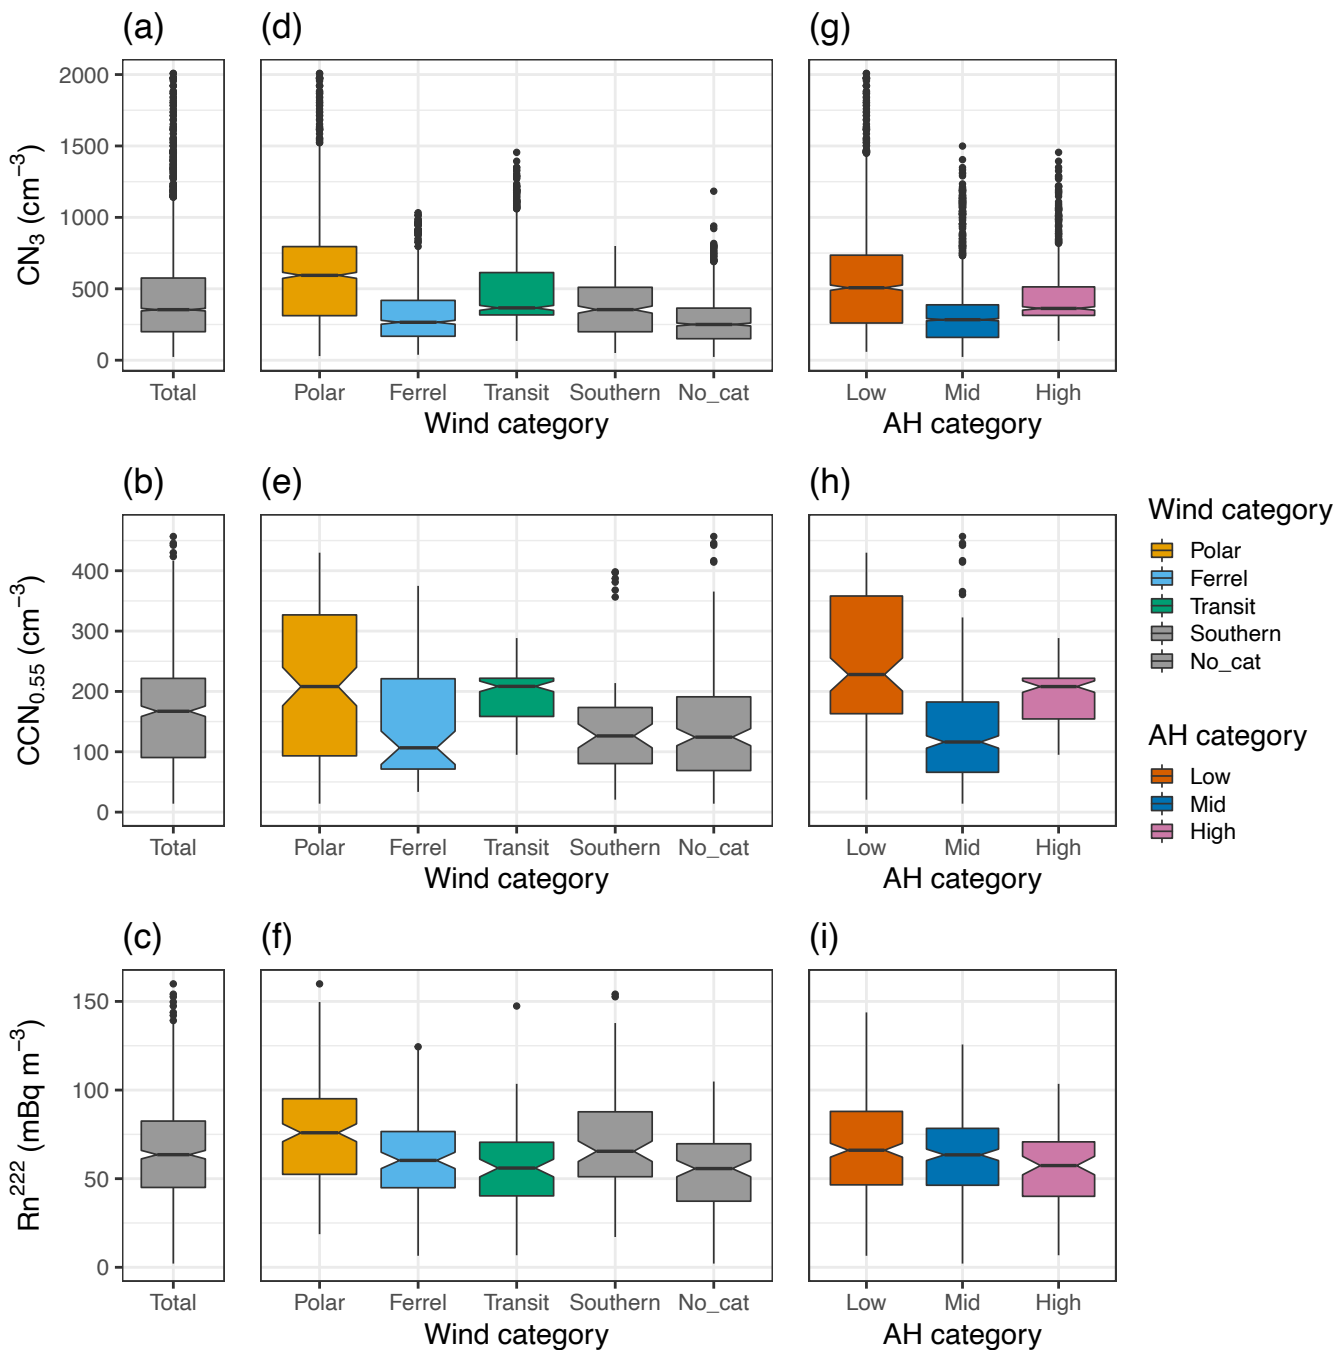 (a) (d) (g)
CN₃ (cm⁻³)
2000
1500
1000
500
0
Total
Polar Ferrel Transit Southern No_cat
Wind category
Low Mid High
AH category
(b) (e) (h)
CCN₀.₅₅ (cm⁻³)
400
300
200
100
0
Total
Polar Ferrel Transit Southern No_cat
Wind category
Low Mid High
AH category
Wind category
Polar
Ferrel
Transit
Southern
No_cat
AH category
Low
Mid
High
(c) (f) (i)
Rn²²² (mBq m⁻³)
150
100
50
0
Total
Polar Ferrel Transit Southern No_cat
Wind category
Low Mid High
AH category